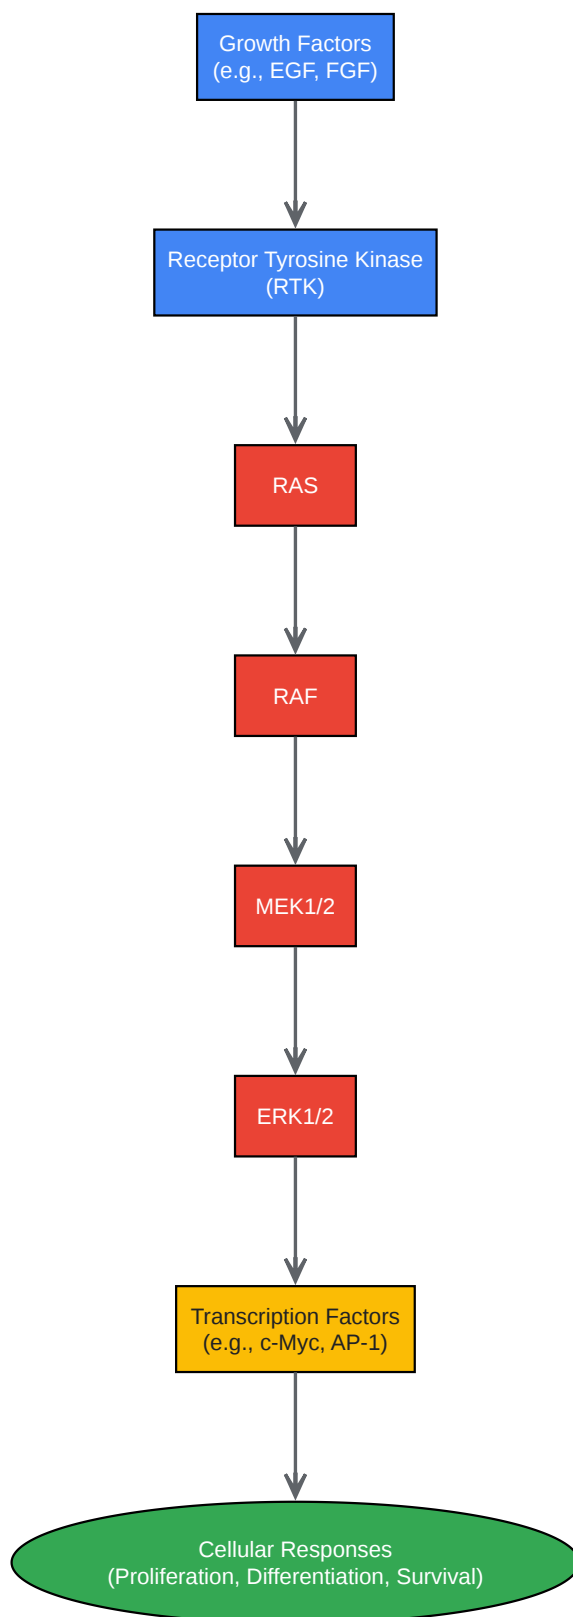 Growth Factors
(e.g., EGF, FGF)
Receptor Tyrosine Kinase
(RTK)
RAS
RAF
MEK1/2
ERK1/2
Transcription Factors
(e.g., c-Myc, AP-1)
Cellular Responses
(Proliferation, Differentiation, Survival)